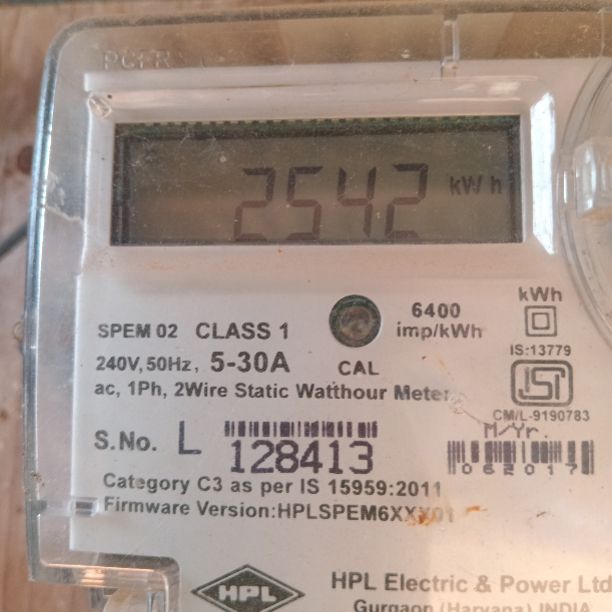 2542 kWh
6400 imp/kWh
kWh
SPEM 02 CLASS 1
CAL
IS:13779
240V, 50Hz, 5-30A
ac, 1Ph, 2Wire Static Watthour Meter
ISI
CM/L-9190783
M/Yr.
S.No. L 128413
062017
Category C3 as per IS 15959:2011
Firmware Version:HPLSPEM6XXX01
HPL
HPL Electric & Power Ltd
Gurgaon (Haryana) INDIA